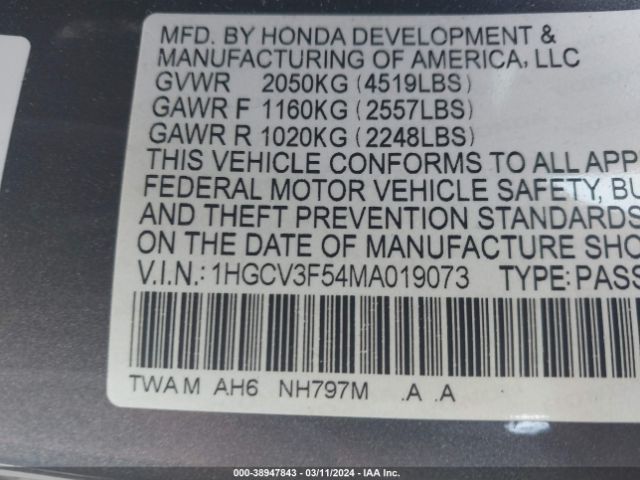 MFD. BY HONDA DEVELOPMENT &
MANUFACTURING OF AMERICA, LLC
GVWR 2050KG (4519LBS)
GAWR F 1160KG (2557LBS)
GAWR R 1020KG (2248LBS)
THIS VEHICLE CONFORMS TO ALL APPL
FEDERAL MOTOR VEHICLE SAFETY, BU
AND THEFT PREVENTION STANDARDS
ON THE DATE OF MANUFACTURE SHO
V.I.N.: 1HGCV3F54MA019073 TYPE: PASS
TWA M AH6 NH797M .A .A
000-38947843 - 03/11/2024 - IAA Inc.